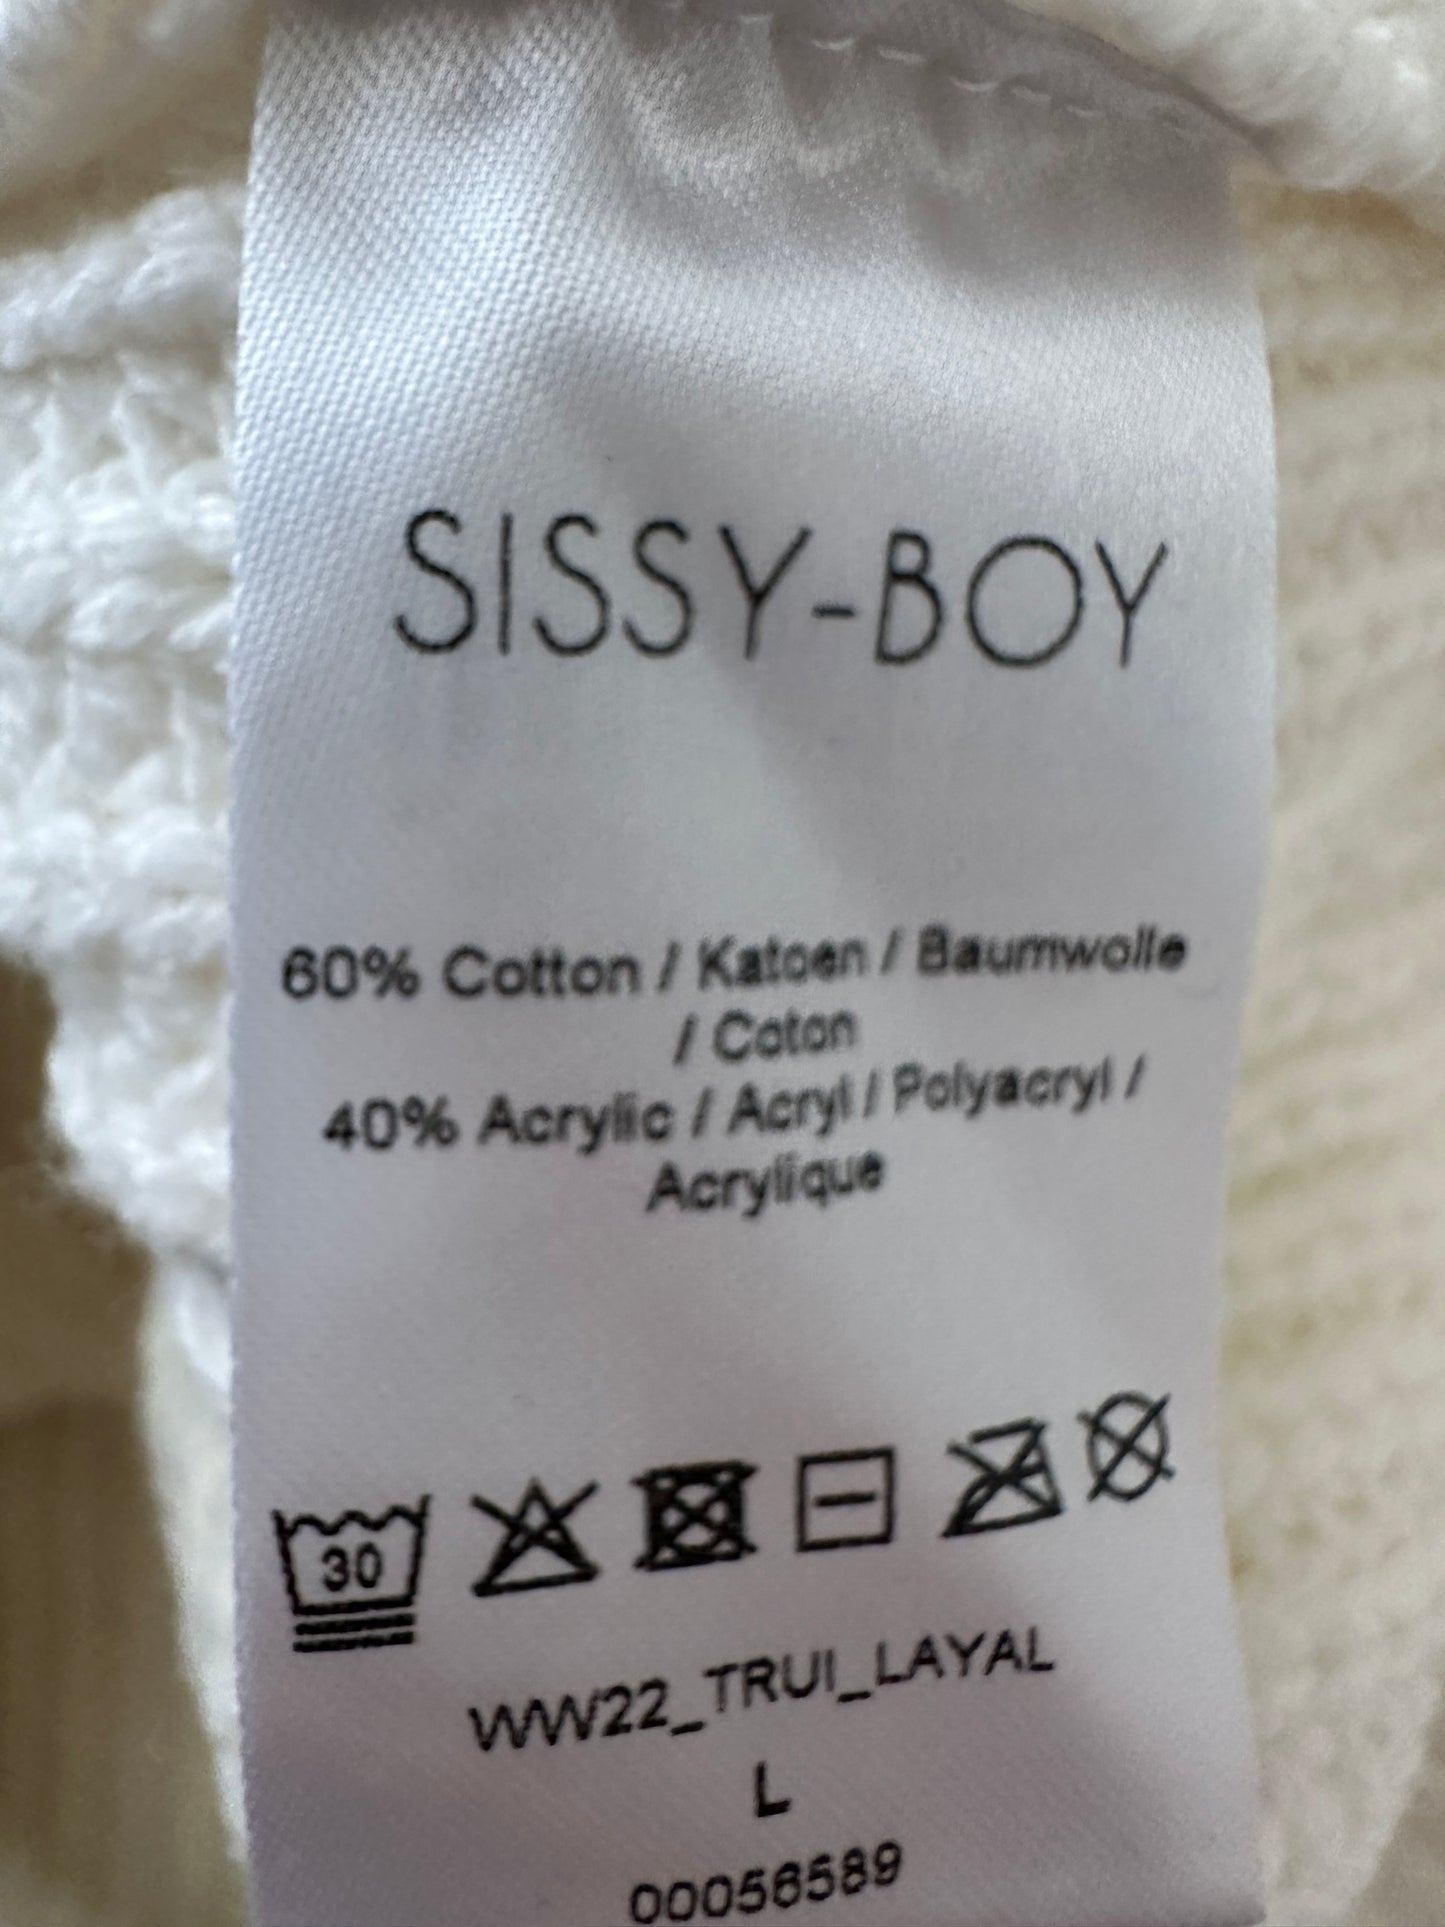 SISSY-BOY
60% Cotton / Katoen / Baumwolle
/ Coton
40% Acrylic / Acryl / Polyacryl /
Acrylique
30
WW22_TRUI_LAYAL
L
00056589